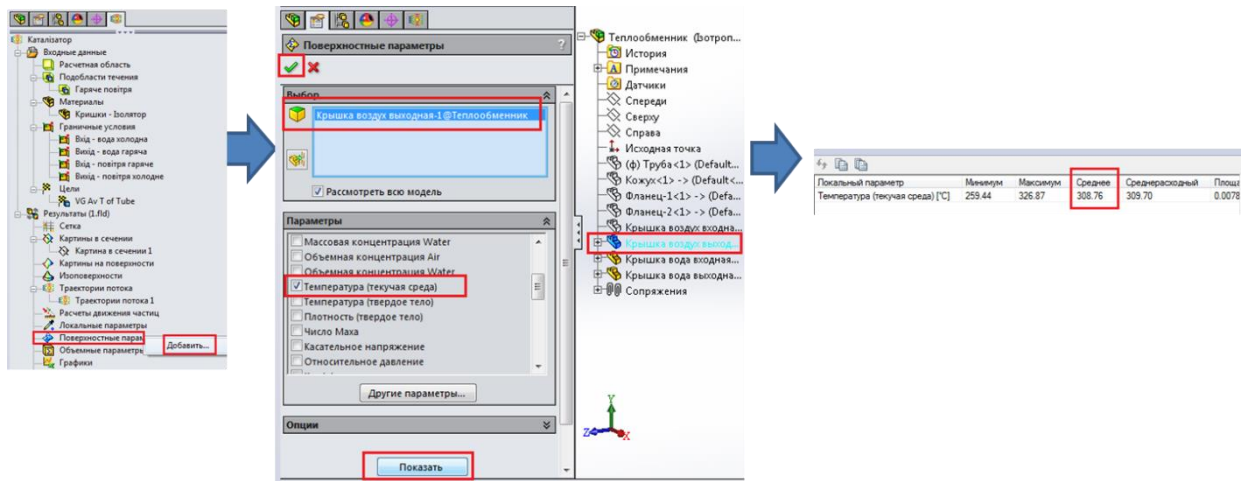 Каталізатор
Входные данные
Расчетная область
Подобласти течения
Гаряче повітря
Материалы
Кришки - Ізолятор
Граничные условия
Вхід - вода холодна
Вихід - вода гаряча
Вхід - повітря гаряче
Вихід - повітря холодне
Цели
VG Av T of Tube
Результаты (1.fld)
Сетка
Картины в сечении
Картина в сечении 1
Картины на поверхности
Изоповерхности
Траектории потока
Траектории потока 1
Расчеты движения частиц
Локальные параметры
Поверхностные парам
Добавить...
Объемные параметры
Графики
Поверхностные параметры
?
Выбор
Крышка воздух выходная-1@Теплообменник
Рассмотреть всю модель
Параметры
Массовая концентрация Water
Объемная концентрация Air
Объемная концентрация Water
Температура (текучая среда)
Температура (твердое тело)
Плотность (твердое тело)
Число Маха
Касательное напряжение
Относительное давление
Другие параметры...
Опции
Показать
Теплообменник (Ізотроп...
История
Примечания
Датчики
Спереди
Сверху
Справа
Исходная точка
(ф) Труба<1> (Default...
Кожух<1> -> (Default<...
Фланец-1<1> -> (Defa...
Фланец-2<1> -> (Defa...
Крышка воздух входна...
Крышка воздух выход...
Крышка вода входная...
Крышка вода выходна...
Сопряжения
Y
Z
X
Локальный параметр Минимум Максимум Среднее Среднерасходный Площа
Температура (текучая среда) [°C] 259.44 326.87 308.76 309.70 0.0078